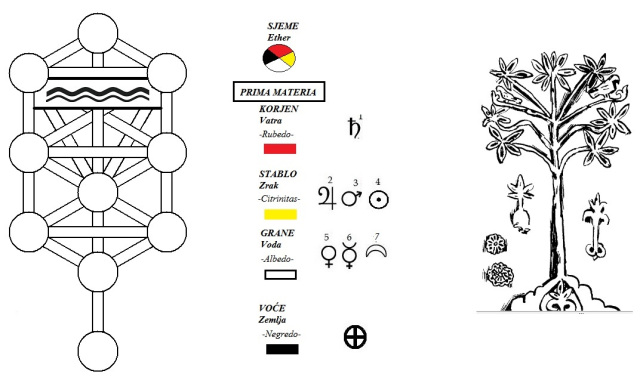 SJEME
Ether
PRIMA MATERIA
KORJEN
Vatra
-Rubedo-
♄ 1
STABLO
Zrak
-Citrinitas-
2 3 4
♃ ♂ ☉
GRANE
Voda
-Albedo-
5 6 7
♀ ☿ ☽
VOĆE
Zemlja
-Negredo-